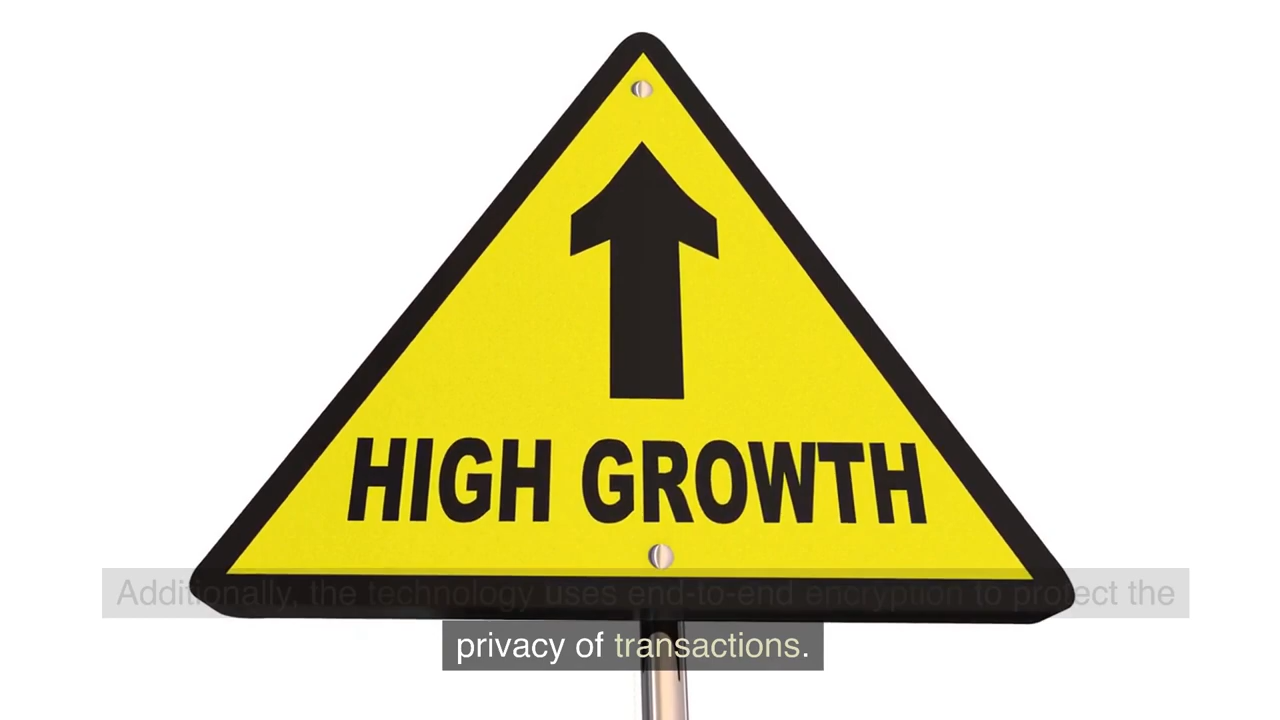 HIGH GROWTH
Additionally, the technology uses end-to-end encryption to protect the
privacy of transactions.